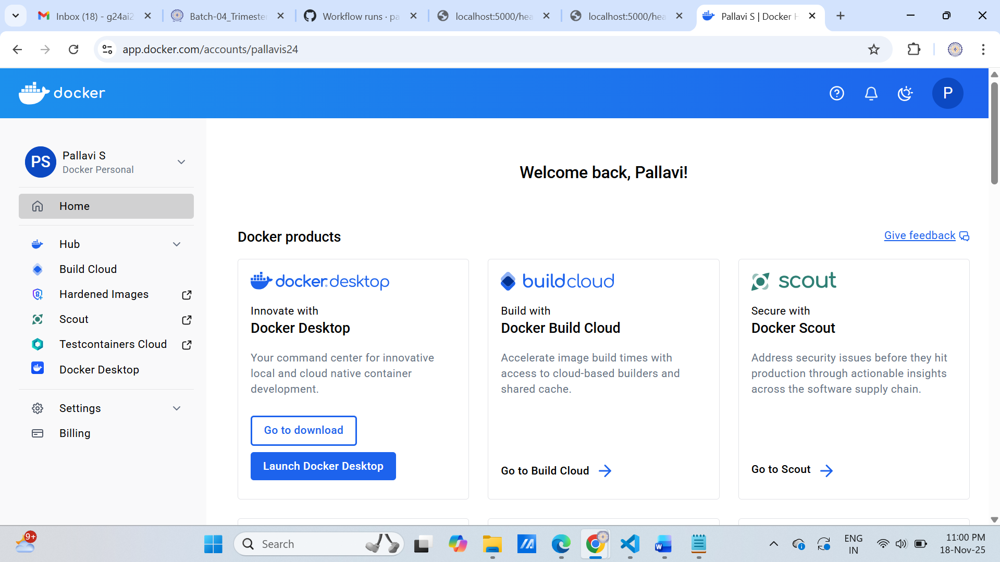 Inbox (18) - g24ai2
Batch-04_Trimester
Workflow runs · pa
localhost:5000/hea
localhost:5000/hea
Pallavi S | Docker H
app.docker.com/accounts/pallavis24
docker
P
PS
Pallavi S
Docker Personal
Home
Hub
Build Cloud
Hardened Images
Scout
Testcontainers Cloud
Docker Desktop
Settings
Billing
Welcome back, Pallavi!
Docker products
Give feedback
docker.desktop
Innovate with
Docker Desktop
Your command center for innovative
local and cloud native container
development.
Go to download
Launch Docker Desktop
buildcloud
Build with
Docker Build Cloud
Accelerate image build times with
access to cloud-based builders and
shared cache.
Go to Build Cloud
scout
Secure with
Docker Scout
Address security issues before they hit
production through actionable insights
across the software supply chain.
Go to Scout
9+
Search
ENG
IN
11:00 PM
18-Nov-25